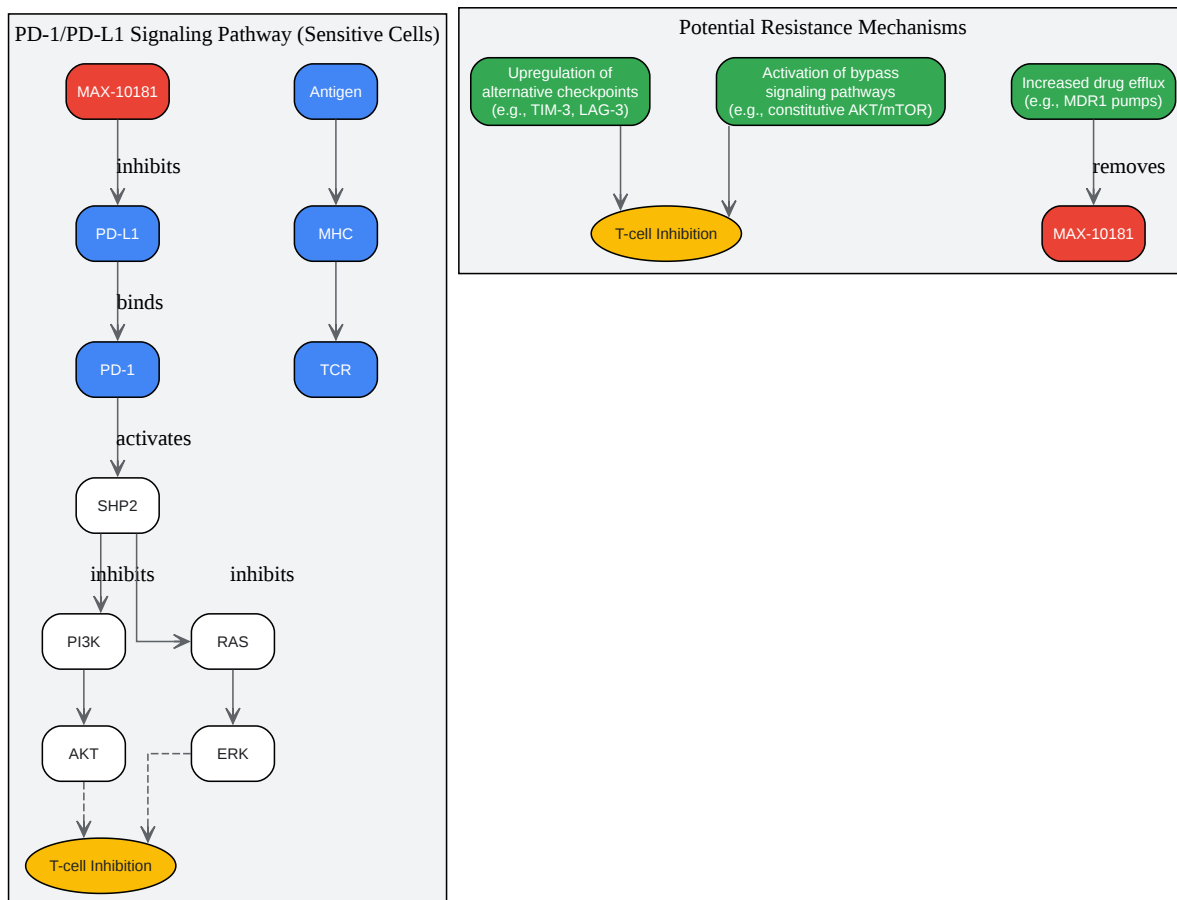 PD-1/PD-L1 Signaling Pathway (Sensitive Cells)
MAX-10181
Antigen
inhibits
PD-L1
MHC
binds
PD-1
TCR
activates
SHP2
inhibits
inhibits
PI3K
RAS
AKT
ERK
T-cell Inhibition
Potential Resistance Mechanisms
Upregulation of
alternative checkpoints
(e.g., TIM-3, LAG-3)
Activation of bypass
signaling pathways
(e.g., constitutive AKT/mTOR)
Increased drug efflux
(e.g., MDR1 pumps)
removes
T-cell Inhibition
MAX-10181